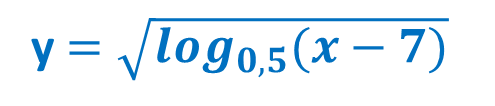 y = √log₀,₅(x − 7)